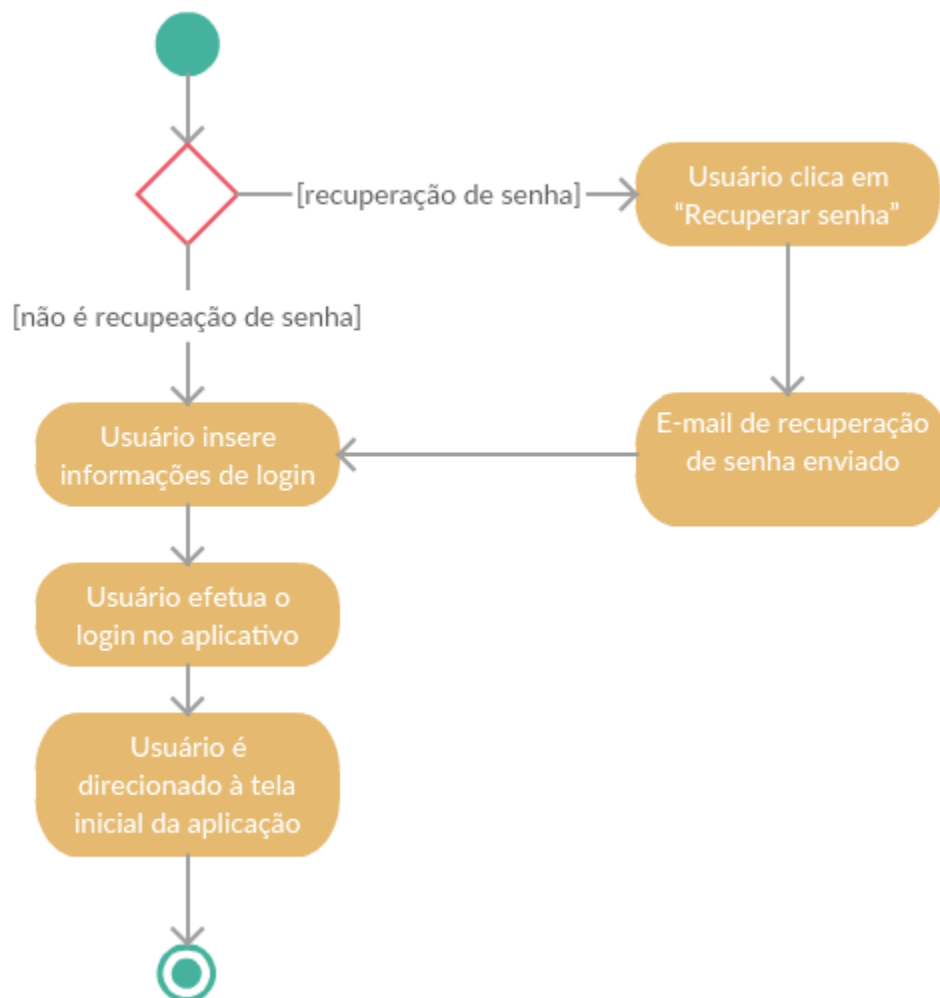 [recuperação de senha]
Usuário clica em
“Recuperar senha”
[não é recupeação de senha]
E-mail de recuperação
de senha enviado
Usuário insere
informações de login
Usuário efetua o
login no aplicativo
Usuário é
direcionado à tela
inicial da aplicação